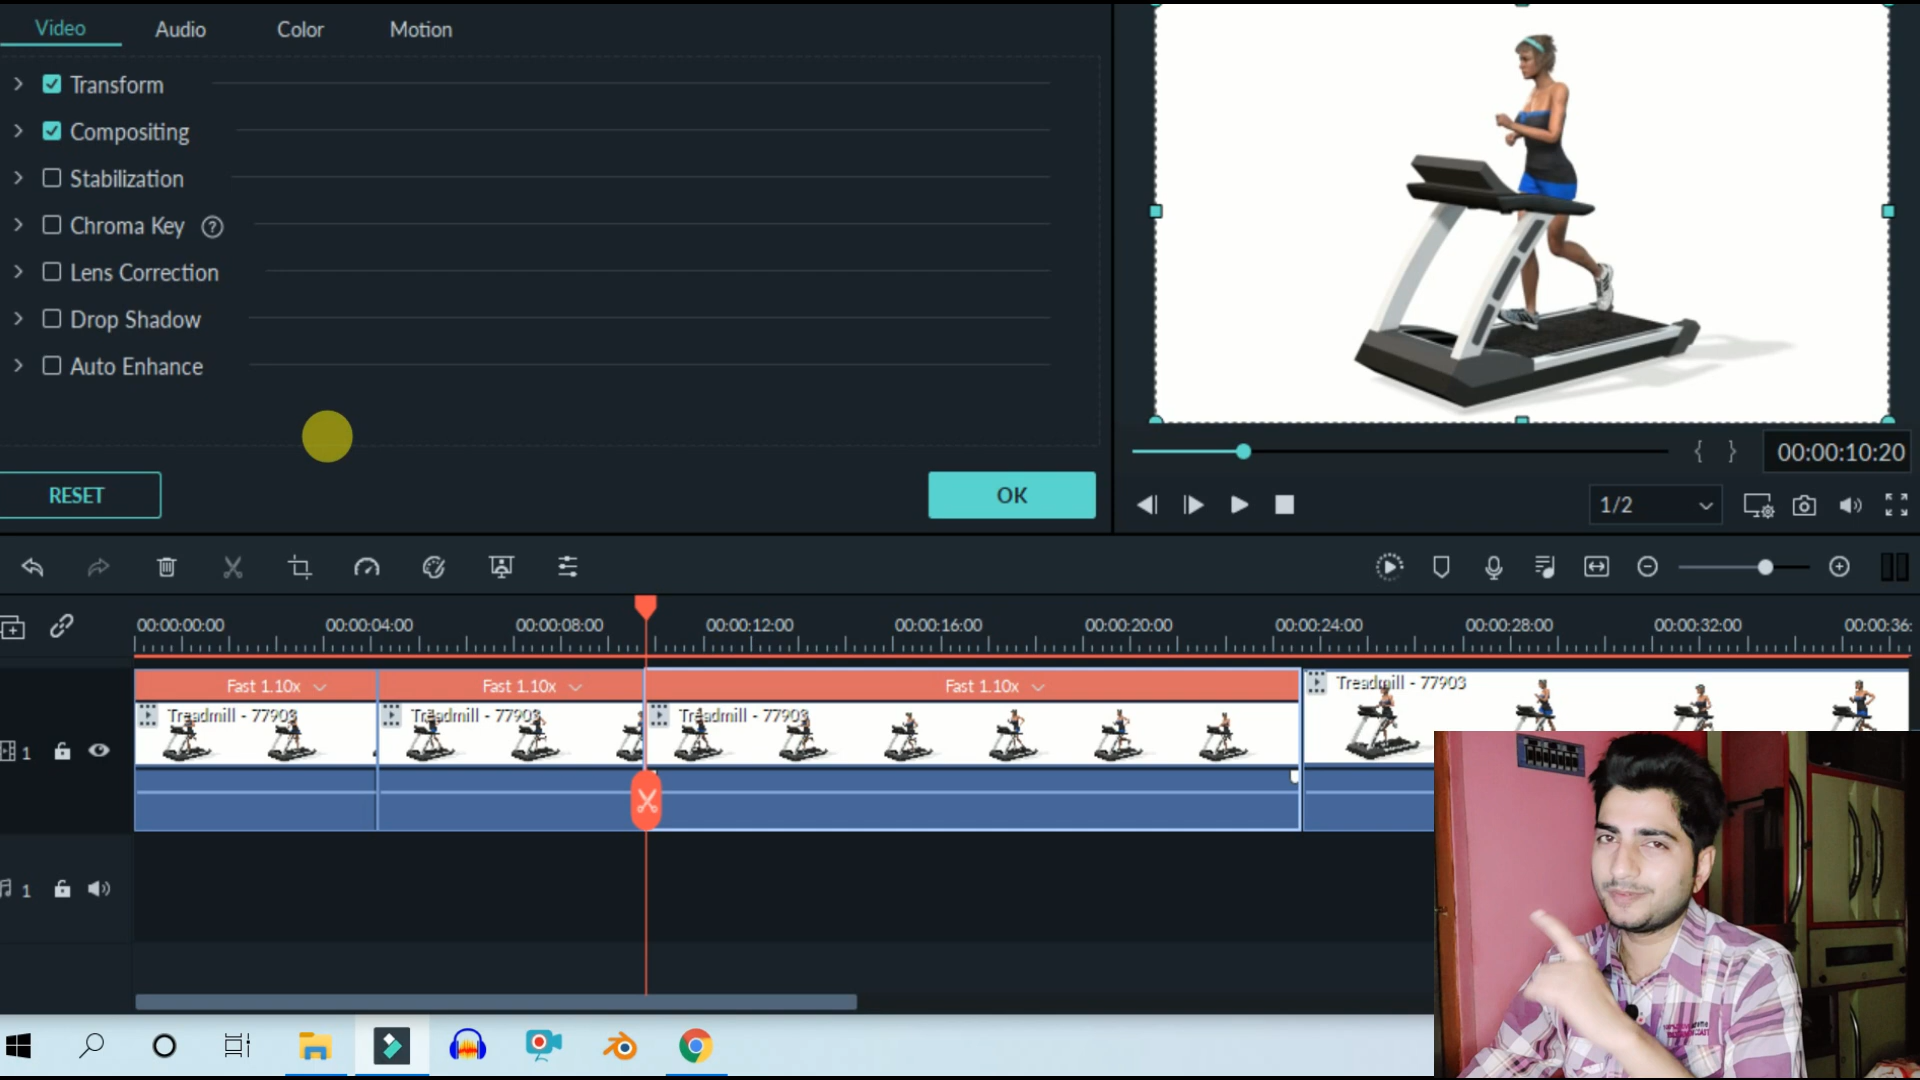 Video Audio Color Motion
Transform
Compositing
Stabilization
Chroma Key ?
Lens Correction
Drop Shadow
Auto Enhance
RESET OK
{ } 00:00:10:20
1/2
00:00:00:00 00:00:04:00 00:00:08:00 00:00:12:00 00:00:16:00 00:00:20:00 00:00:24:00 00:00:28:00 00:00:32:00 00:00:36:
Fast 1.10x Fast 1.10x Fast 1.10x Treadmill - 77903
Treadmill - 77903 Treadmill - 77903 Treadmill - 77903
1
1